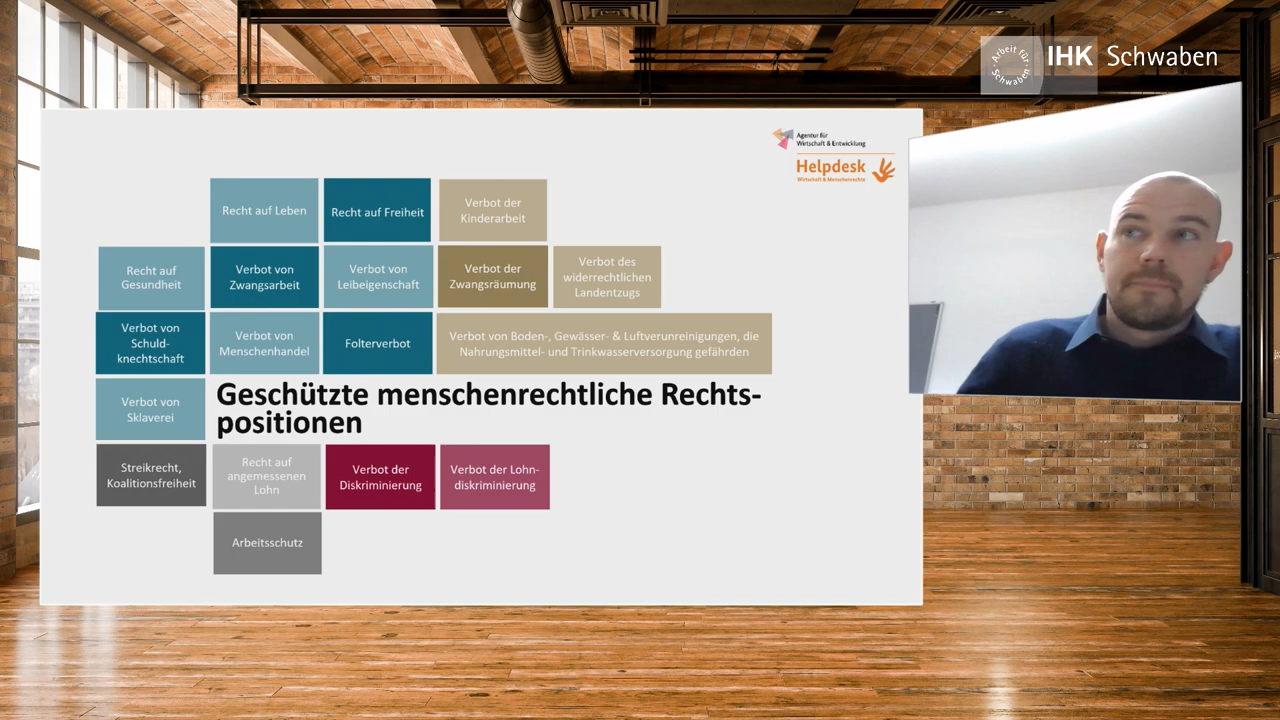 Arbeit für
Schwaben
IHK Schwaben
Agentur für
Wirtschaft & Entwicklung
Helpdesk
Wirtschaft & Menschenrechte
Recht auf Leben
Recht auf Freiheit
Verbot der
Kinderarbeit
Recht auf
Gesundheit
Verbot von
Zwangsarbeit
Verbot von
Leibeigenschaft
Verbot der
Zwangsräumung
Verbot des
widerrechtlichen
Landentzugs
Verbot von
Schuld-
knechtschaft
Verbot von
Menschenhandel
Folterverbot
Verbot von Boden-, Gewässer- & Luftverunreinigungen, die
Nahrungsmittel- und Trinkwasserversorgung gefährden
Verbot von
Sklaverei
Geschützte menschenrechtliche Rechts-
positionen
Streikrecht,
Koalitionsfreiheit
Recht auf
angemessenen
Lohn
Verbot der
Diskriminierung
Verbot der Lohn-
diskriminierung
Arbeitsschutz